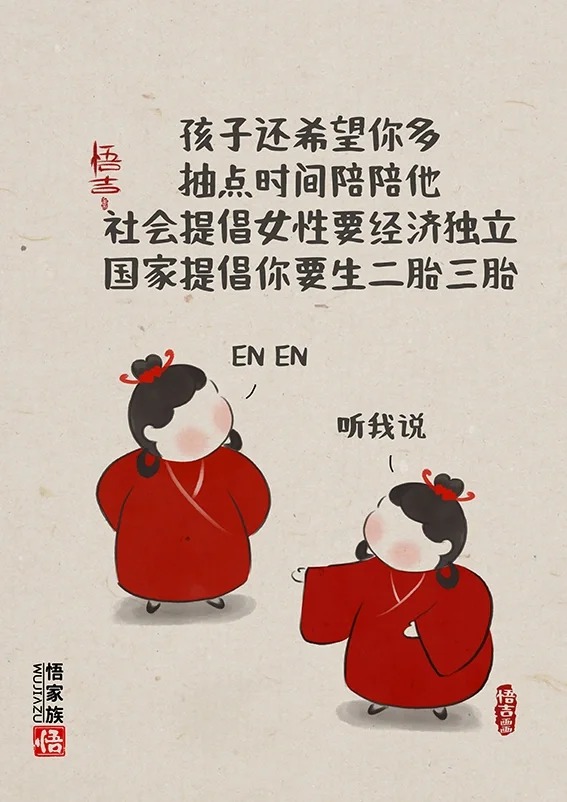 孩子还希望你多
抽点时间陪陪他
社会提倡女性要经济独立
国家提倡你要生二胎三胎
悟吉
EN EN
听我说
悟家族
WUJIAZU
悟
悟吉画